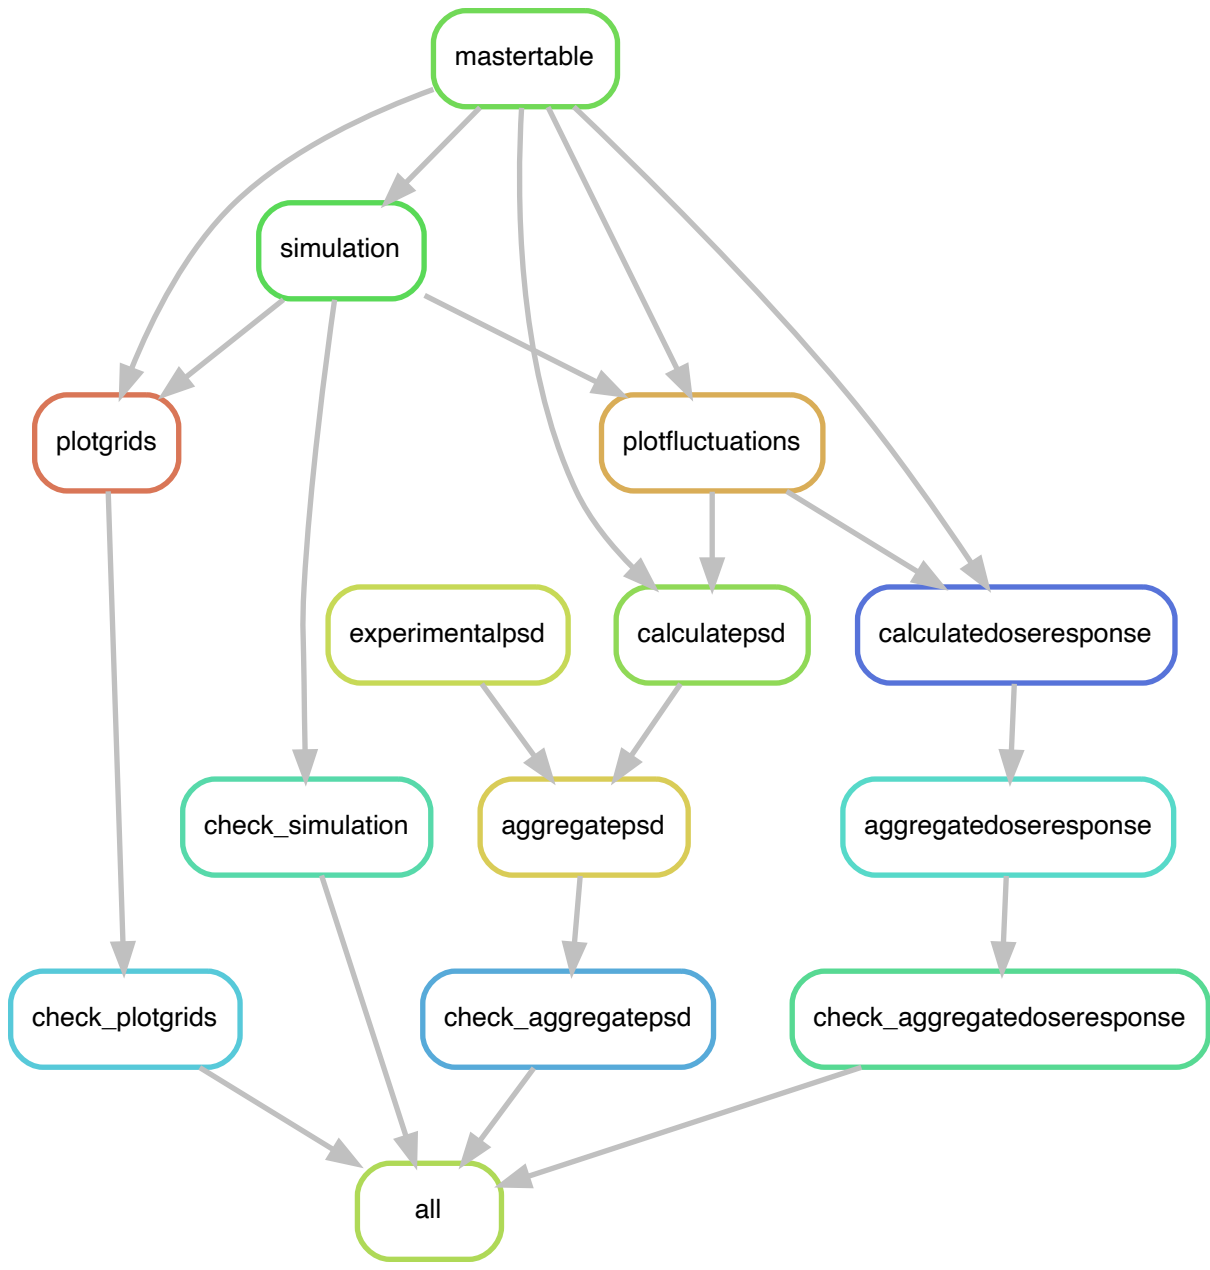 mastertable
simulation
plotgrids
plotfluctuations
experimentalpsd
calculatepsd
calculatedoseresponse
check_simulation
aggregatepsd
aggregatedoseresponse
check_plotgrids
check_aggregatepsd
check_aggregatedoseresponse
all